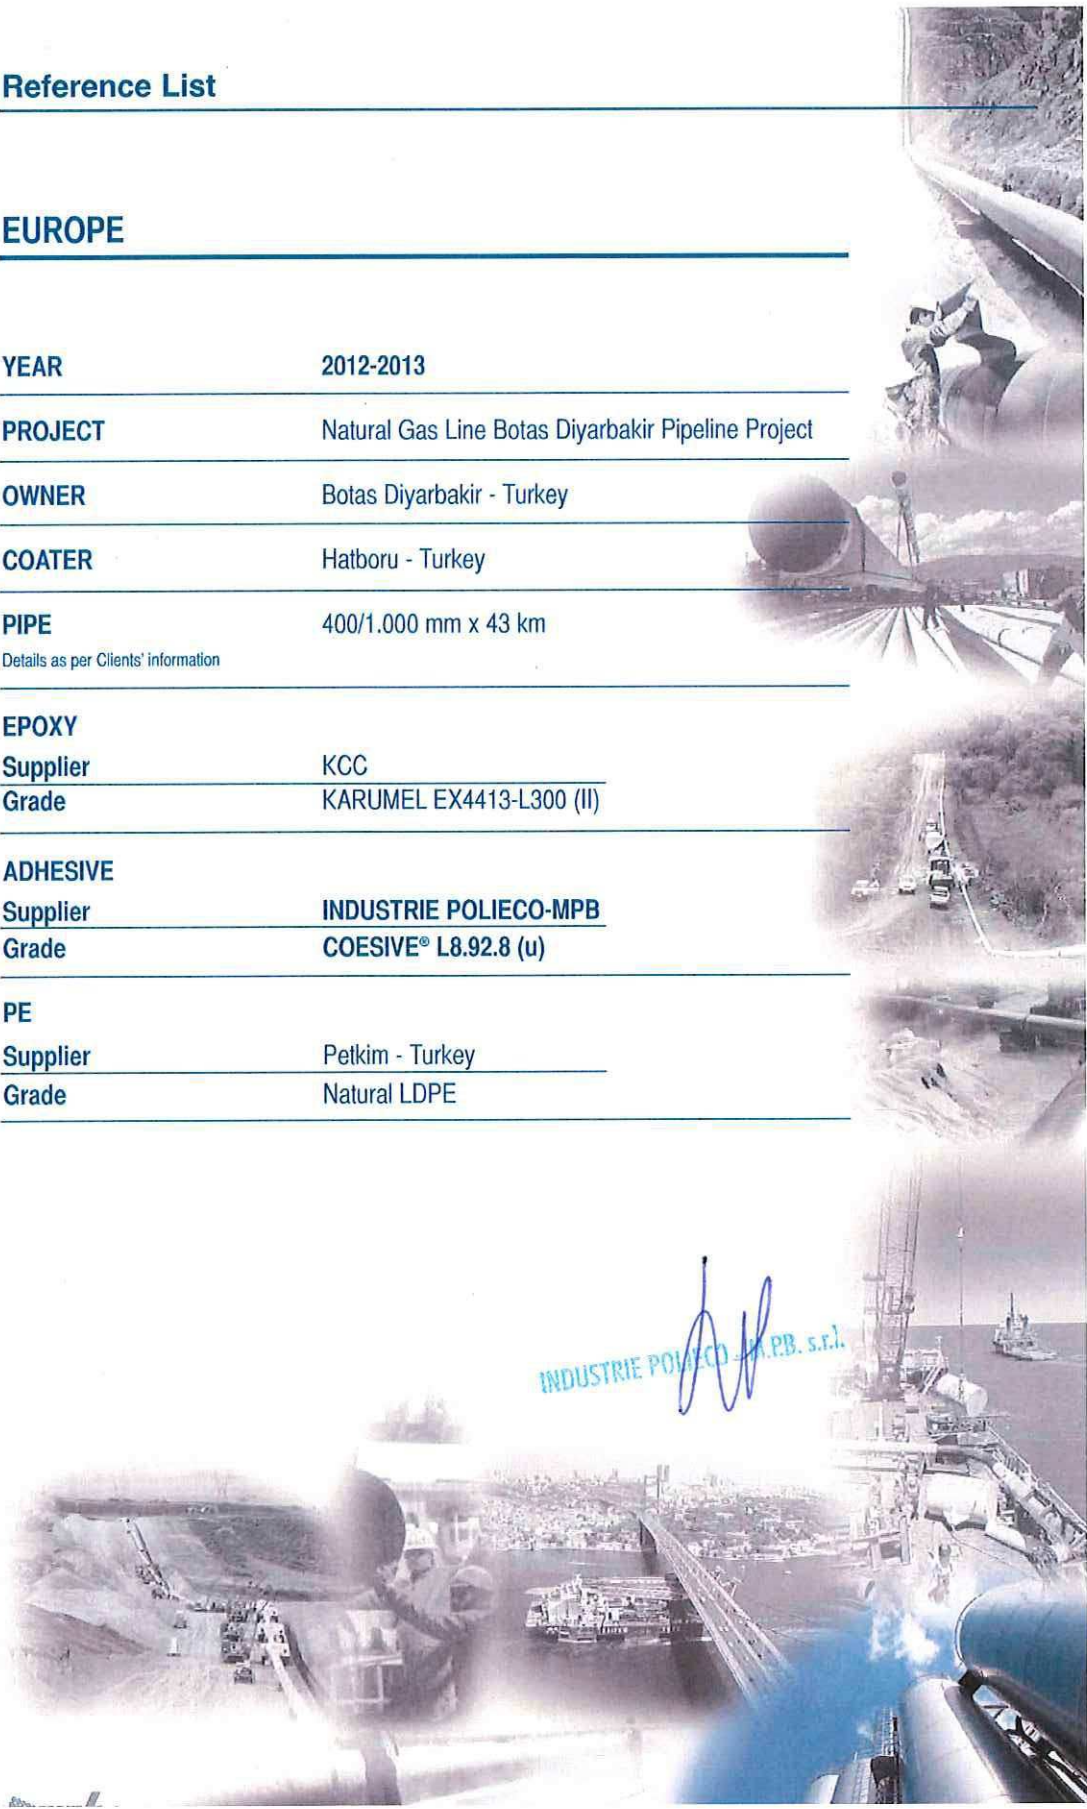 Reference List
EUROPE
YEAR 2012-2013
PROJECT Natural Gas Line Botas Diyarbakir Pipeline Project
OWNER Botas Diyarbakir - Turkey
COATER Hatboru - Turkey
PIPE 400/1.000 mm x 43 km
Details as per Clients' information
EPOXY
Supplier KCC
Grade KARUMEL EX4413-L300 (II)
ADHESIVE
Supplier INDUSTRIE POLIECO-MPB
Grade COESIVE® L8.92.8 (u)
PE
Supplier Petkim - Turkey
Grade Natural LDPE
INDUSTRIE POLIECO - M.P.B. s.r.l.